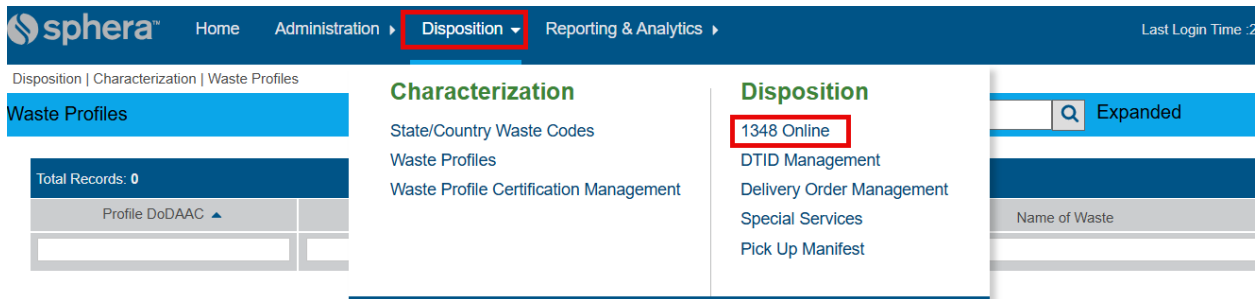 sphera™ Home Administration Disposition Reporting & Analytics Last Login Time :2
Disposition | Characterization | Waste Profiles
Waste Profiles
Expanded
Characterization
State/Country Waste Codes
Waste Profiles
Waste Profile Certification Management
Disposition
1348 Online
DTID Management
Delivery Order Management
Special Services
Pick Up Manifest
Total Records: 0
Profile DoDAAC
Name of Waste